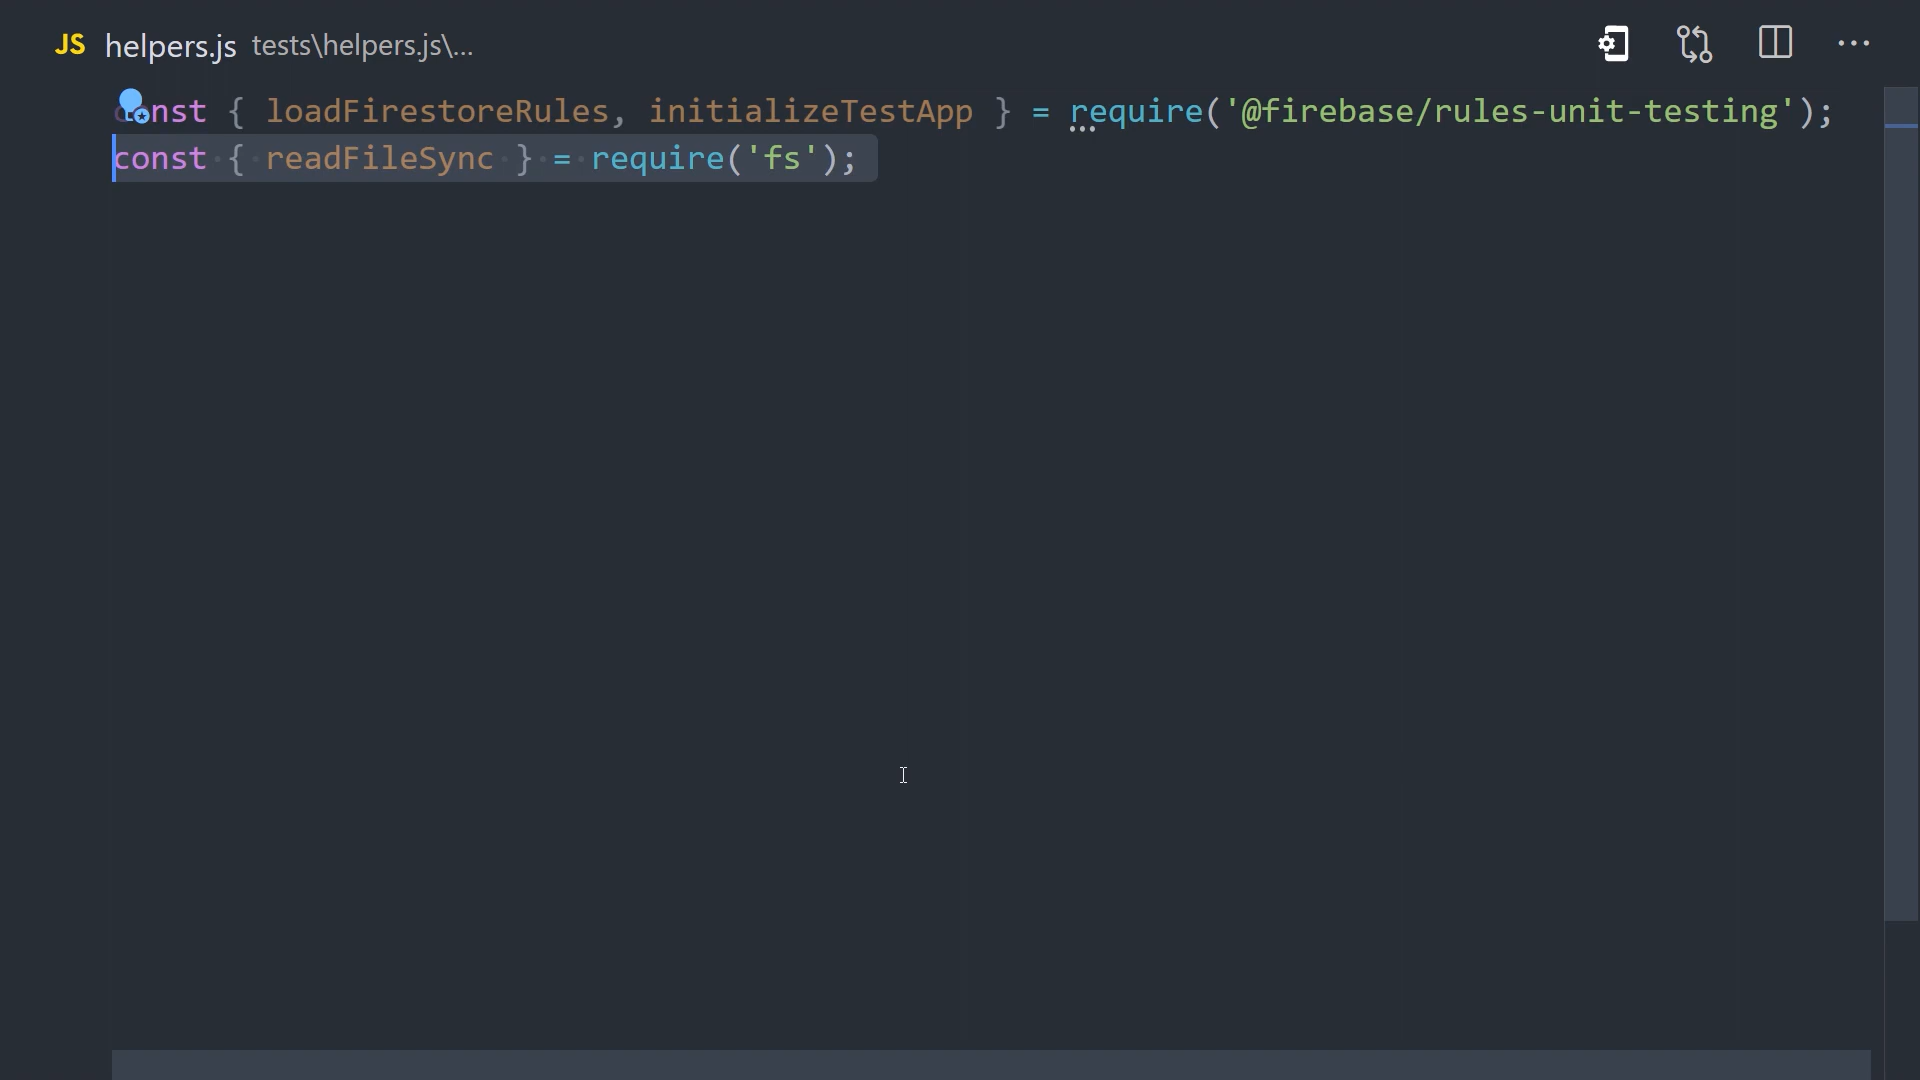 JS helpers.js tests\helpers.js\...
const { loadFirestoreRules, initializeTestApp } = require('@firebase/rules-unit-testing');
const { readFileSync } = require('fs');